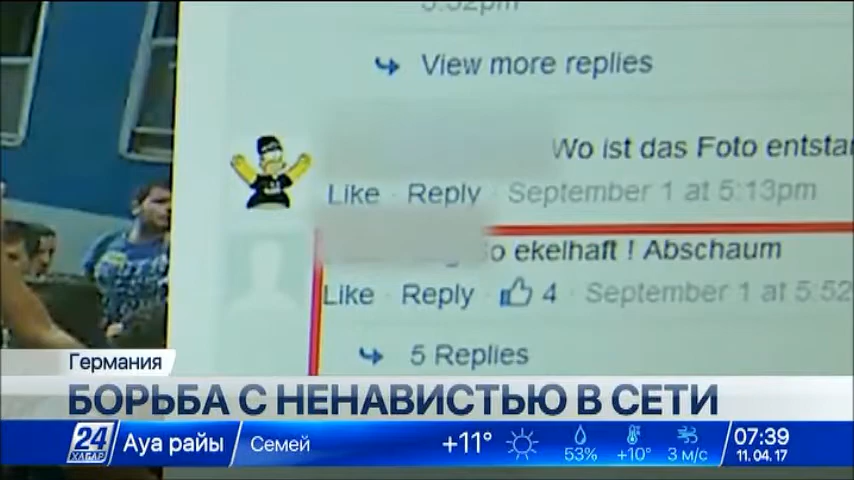 5:52pm
View more replies
Wo ist das Foto
Like · Reply · September 1 at 5:13pm
ekelhaft ! Abschaum
Like · Reply · 4 · September 1 at 5:52
5 Replies
Германия
БОРЬБА С НЕНАВИСТЬЮ В СЕТИ
24 ХАБАР
Ауа райы Семей +11° 53% +10° 3 м/с
07:39
11.04.17